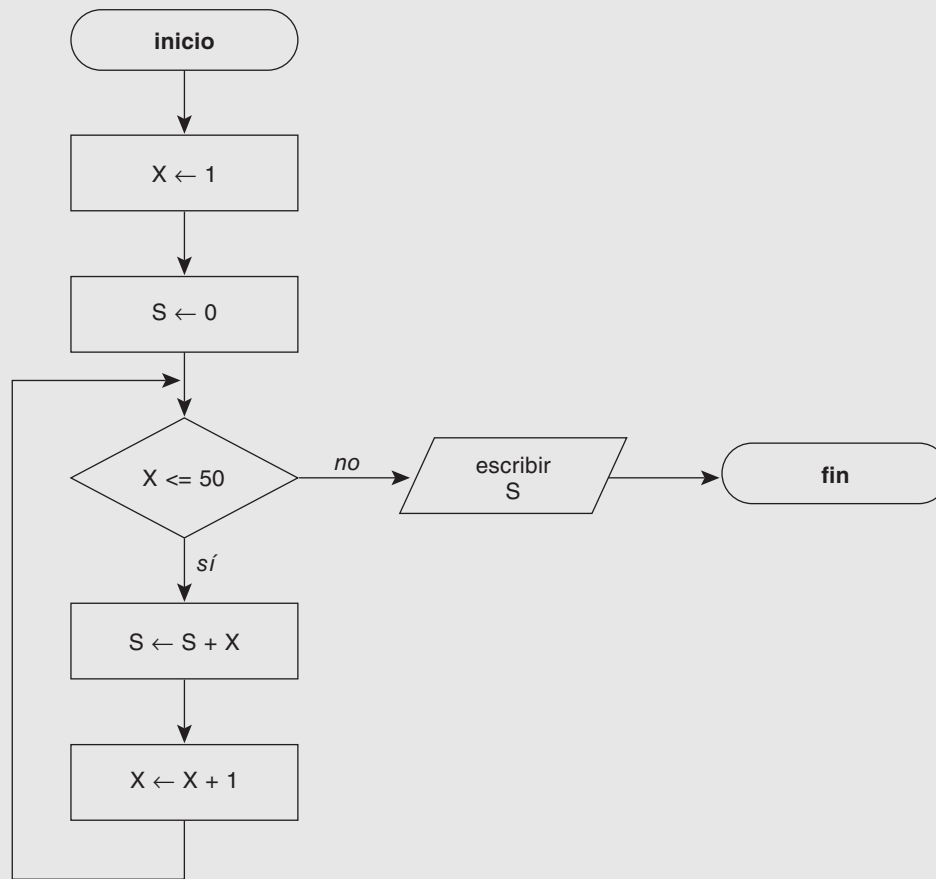 inicio
X ← 1
S ← 0
X <= 50
no
escribir
S
fin
sí
S ← S + X
X ← X + 1